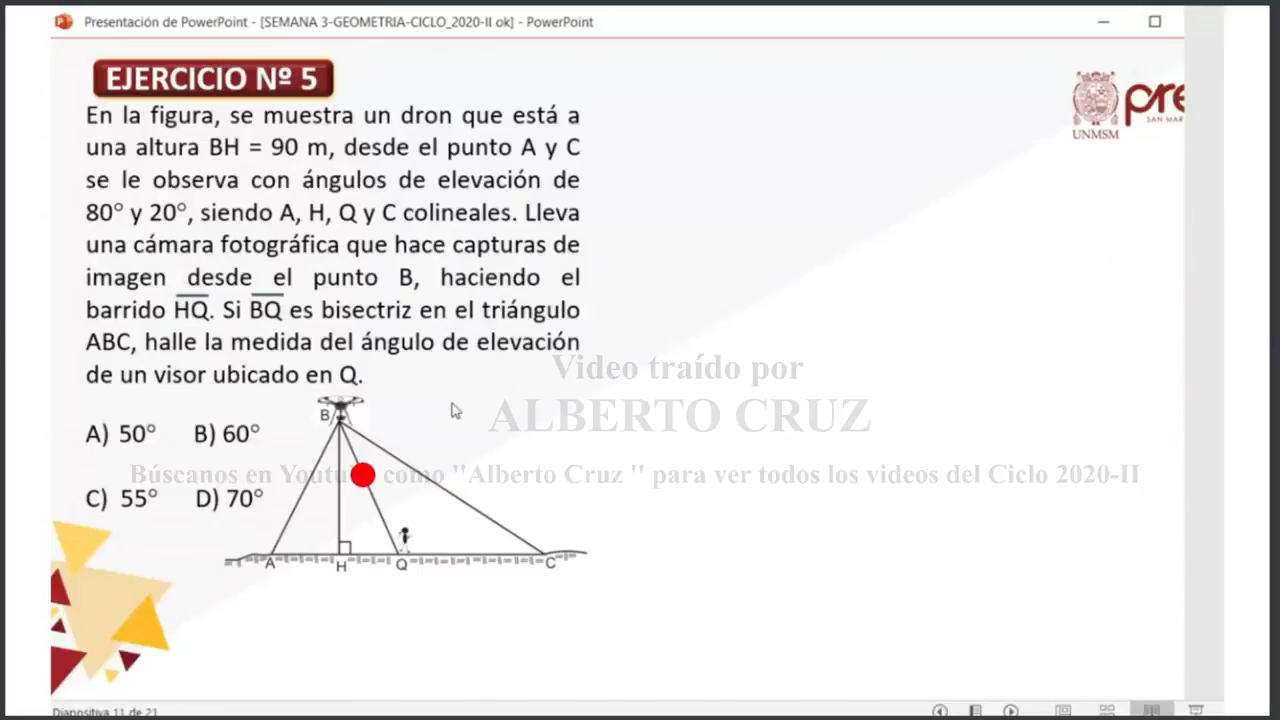 Presentación de PowerPoint - [SEMANA 3-GEOMETRIA-CICLO_2020-II ok] - PowerPoint
EJERCICIO Nº 5
En la figura, se muestra un dron que está a
una altura BH = 90 m, desde el punto A y C
se le observa con ángulos de elevación de
80° y 20°, siendo A, H, Q y C colineales. Lleva
una cámara fotográfica que hace capturas de
imagen desde el punto B, haciendo el
barrido HQ. Si BQ es bisectriz en el triángulo
ABC, halle la medida del ángulo de elevación
de un visor ubicado en Q.
A) 50° B) 60°
C) 55° D) 70°
B
A H Q C
UNMSM
pre
SAN MAR
Video traído por
ALBERTO CRUZ
Búscanos en Youtu como "Alberto Cruz " para ver todos los videos del Ciclo 2020-II
Diapositiva 11 de 21